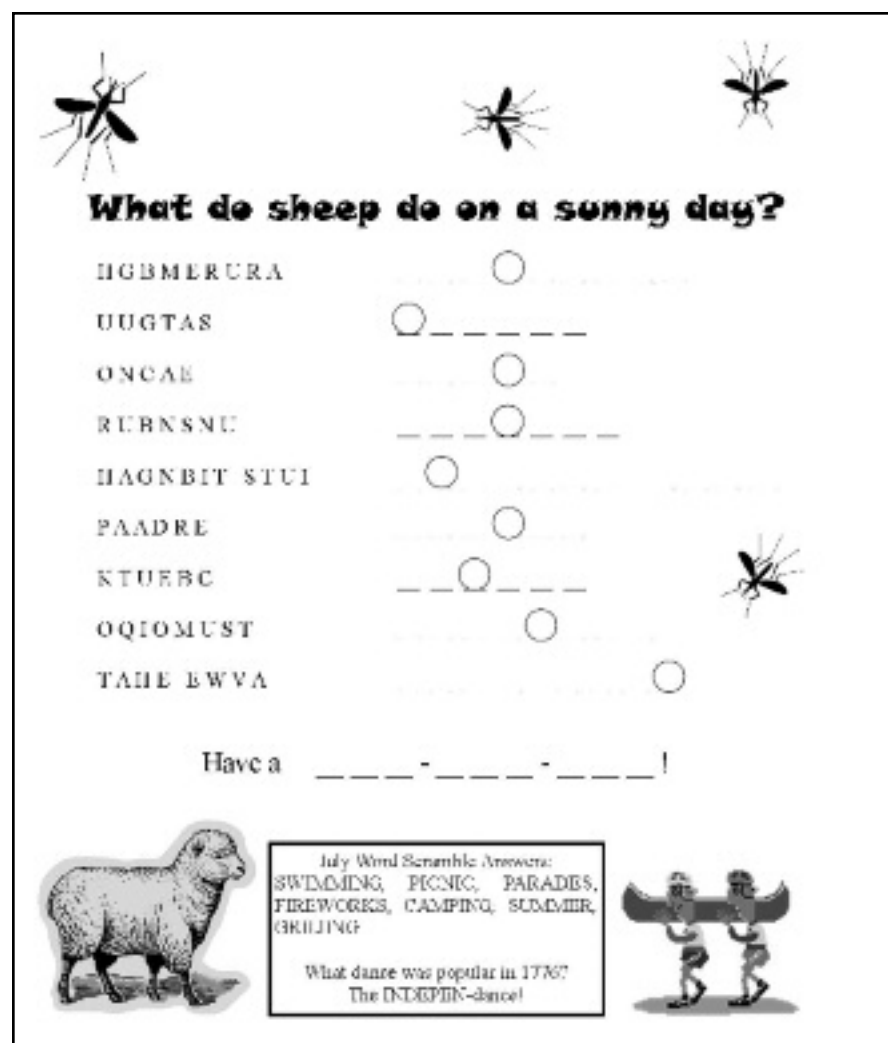 What do sheep do on a sunny day?
HGBMERURA
UUGTAS
ONCAE
RUBNSNU
HAGNBIT STUI
PAADRE
KTUEBC
OQIOMUST
TAHE EWVA
Have a _ _ _ - _ _ _ - _ _ _ !
July Word Scramble Answers:
SWIMMING, PICNIC, PARADES,
FIREWORKS, CAMPING, SUMMER,
GRILLING
What dance was popular in 1776?
The INDEPEN-dance!